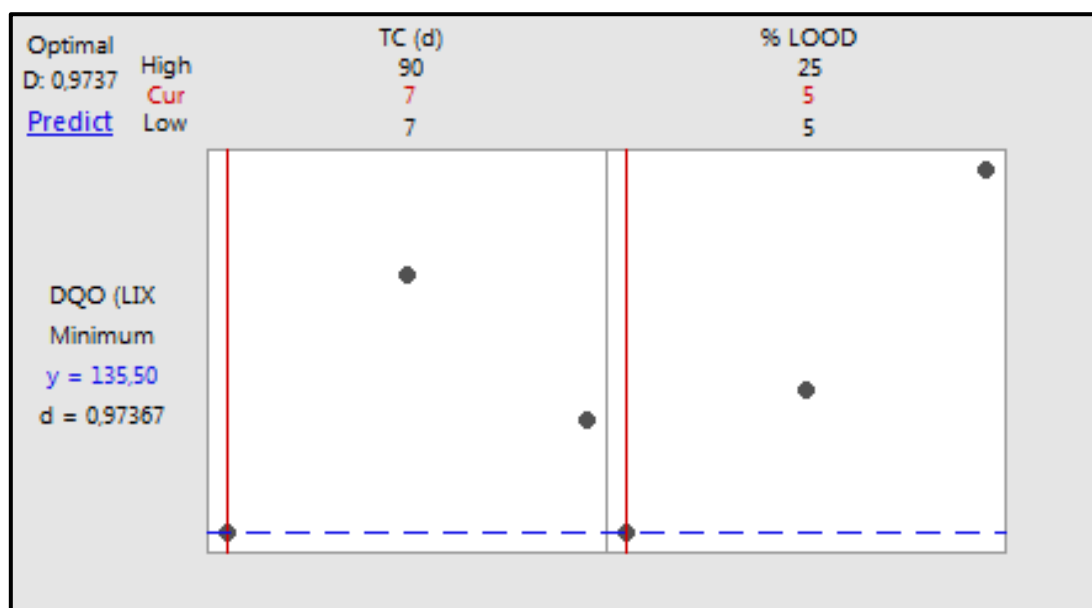 Optimal
D: 0,9737
Predict
High
Cur
Low
TC (d)
90
7
7
% LOOD
25
5
5
DQO (LIX
Minimum
y = 135,50
d = 0,97367